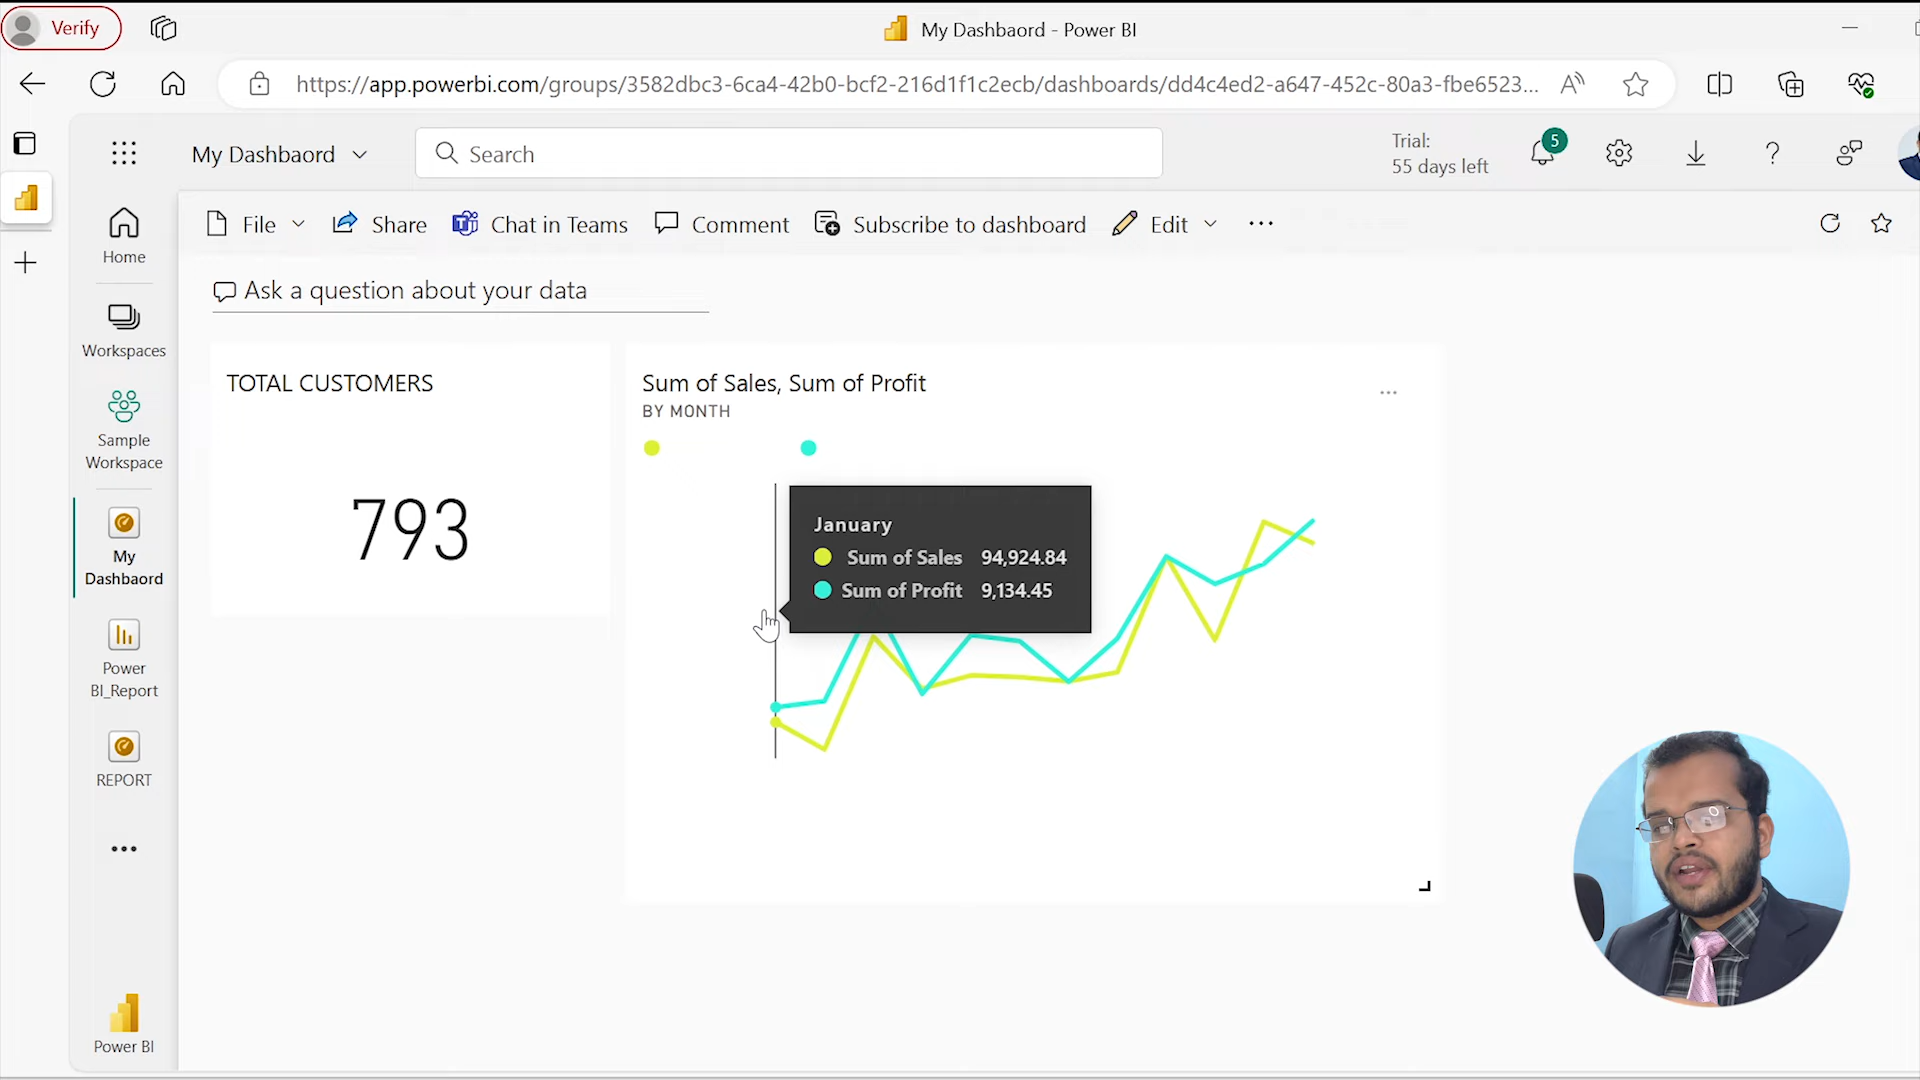 Verify
My Dashbaord - Power BI
https://app.powerbi.com/groups/3582dbc3-6ca4-42b0-bcf2-216d1f1c2ecb/dashboards/dd4c4ed2-a647-452c-80a3-fbe6523...
My Dashbaord
Search
Trial:
55 days left
5
File
Share
Chat in Teams
Comment
Subscribe to dashboard
Edit
Home
Workspaces
Sample
Workspace
My
Dashbaord
Power
BI_Report
REPORT
Power BI
Ask a question about your data
TOTAL CUSTOMERS
793
Sum of Sales, Sum of Profit
BY MONTH
January
Sum of Sales 94,924.84
Sum of Profit 9,134.45